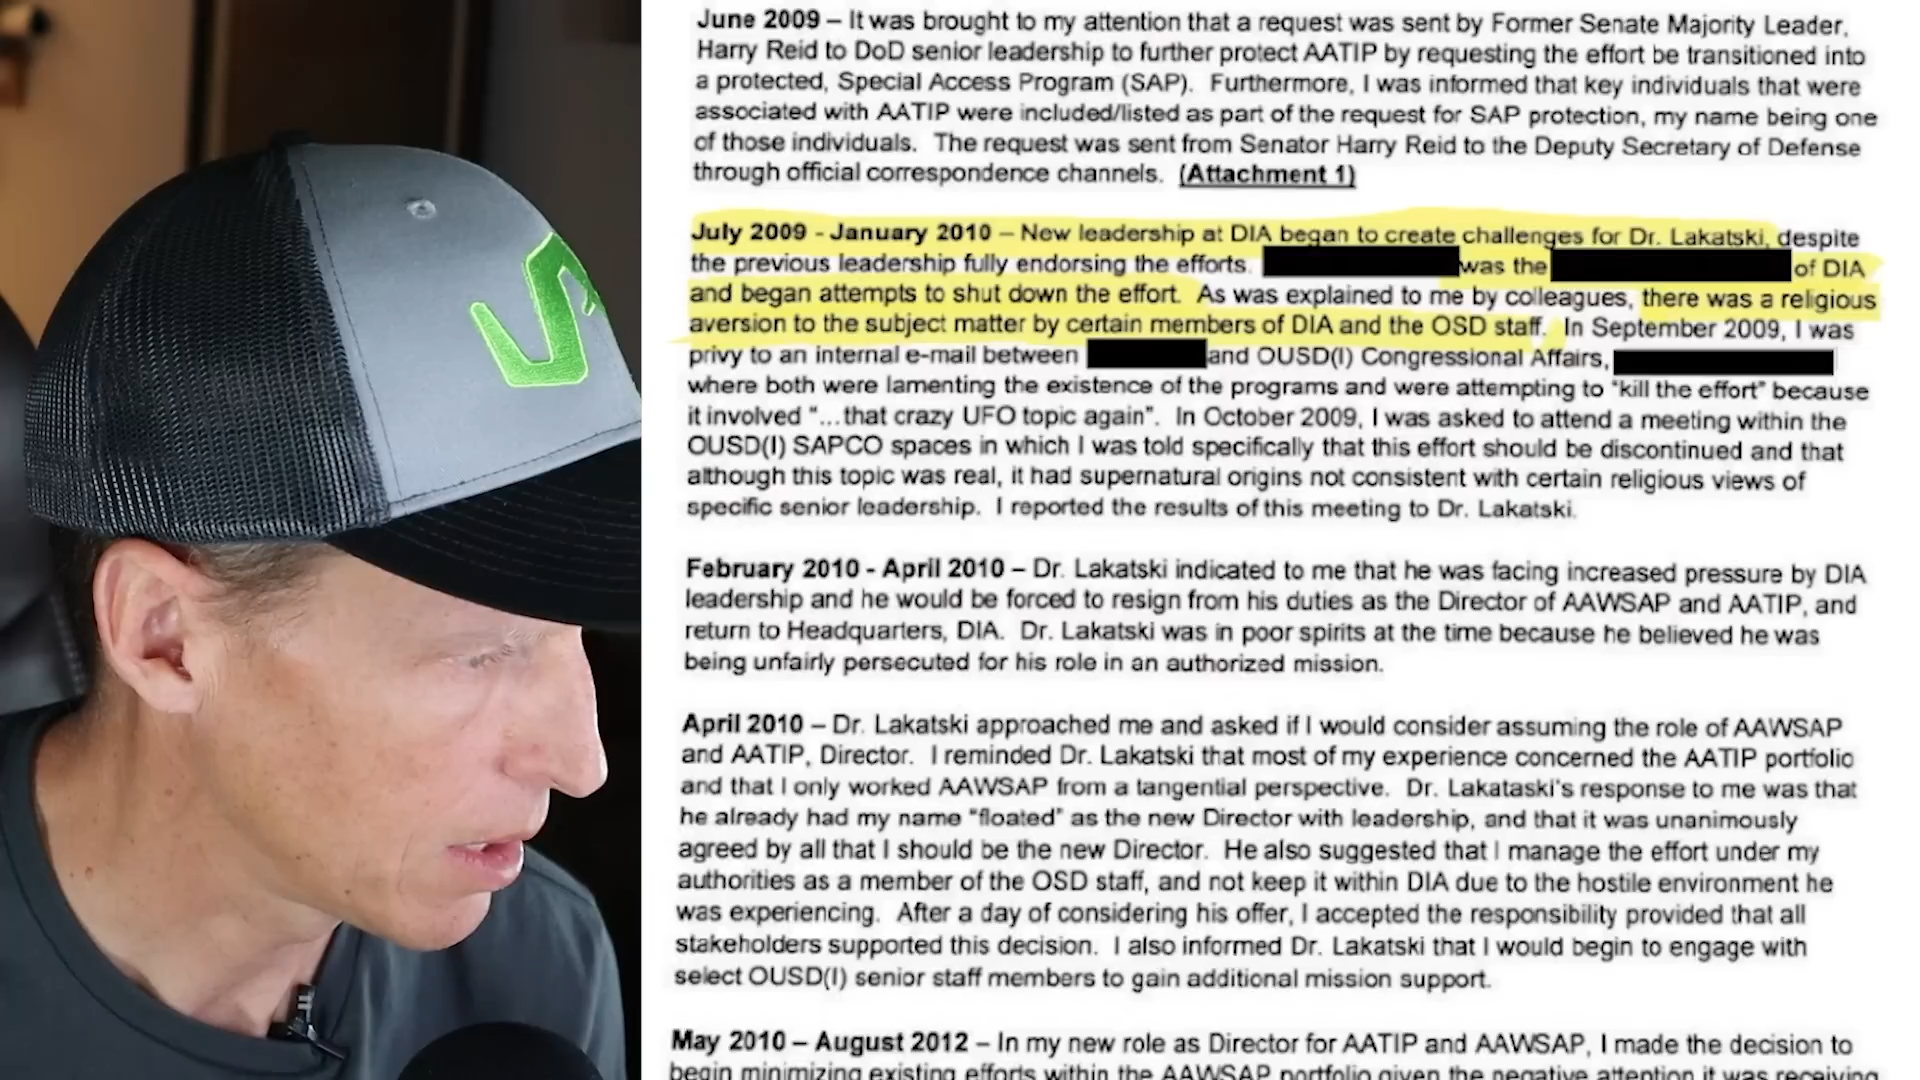 June 2009 – It was brought to my attention that a request was sent by Former Senate Majority Leader,
Harry Reid to DoD senior leadership to further protect AATIP by requesting the effort be transitioned into
a protected, Special Access Program (SAP). Furthermore, I was informed that key individuals that were
associated with AATIP were included/listed as part of the request for SAP protection, my name being one
of those individuals. The request was sent from Senator Harry Reid to the Deputy Secretary of Defense
through official correspondence channels. (Attachment 1)
July 2009 - January 2010 – New leadership at DIA began to create challenges for Dr. Lakatski, despite
the previous leadership fully endorsing the efforts. was the of DIA
and began attempts to shut down the effort. As was explained to me by colleagues, there was a religious
aversion to the subject matter by certain members of DIA and the OSD staff. In September 2009, I was
privy to an internal e-mail between and OUSD(I) Congressional Affairs,
where both were lamenting the existence of the programs and were attempting to "kill the effort" because
it involved "...that crazy UFO topic again". In October 2009, I was asked to attend a meeting within the
OUSD(I) SAPCO spaces in which I was told specifically that this effort should be discontinued and that
although this topic was real, it had supernatural origins not consistent with certain religious views of
specific senior leadership. I reported the results of this meeting to Dr. Lakatski.
February 2010 - April 2010 – Dr. Lakatski indicated to me that he was facing increased pressure by DIA
leadership and he would be forced to resign from his duties as the Director of AAWSAP and AATIP, and
return to Headquarters, DIA. Dr. Lakatski was in poor spirits at the time because he believed he was
being unfairly persecuted for his role in an authorized mission.
April 2010 – Dr. Lakatski approached me and asked if I would consider assuming the role of AAWSAP
and AATIP, Director. I reminded Dr. Lakatski that most of my experience concerned the AATIP portfolio
and that I only worked AAWSAP from a tangential perspective. Dr. Lakataski's response to me was that
he already had my name "floated" as the new Director with leadership, and that it was unanimously
agreed by all that I should be the new Director. He also suggested that I manage the effort under my
authorities as a member of the OSD staff, and not keep it within DIA due to the hostile environment he
was experiencing. After a day of considering his offer, I accepted the responsibility provided that all
stakeholders supported this decision. I also informed Dr. Lakatski that I would begin to engage with
select OUSD(I) senior staff members to gain additional mission support.
May 2010 – August 2012 – In my new role as Director for AATIP and AAWSAP, I made the decision to
begin minimizing existing efforts within the AAWSAP portfolio given the negative attention it was receiving